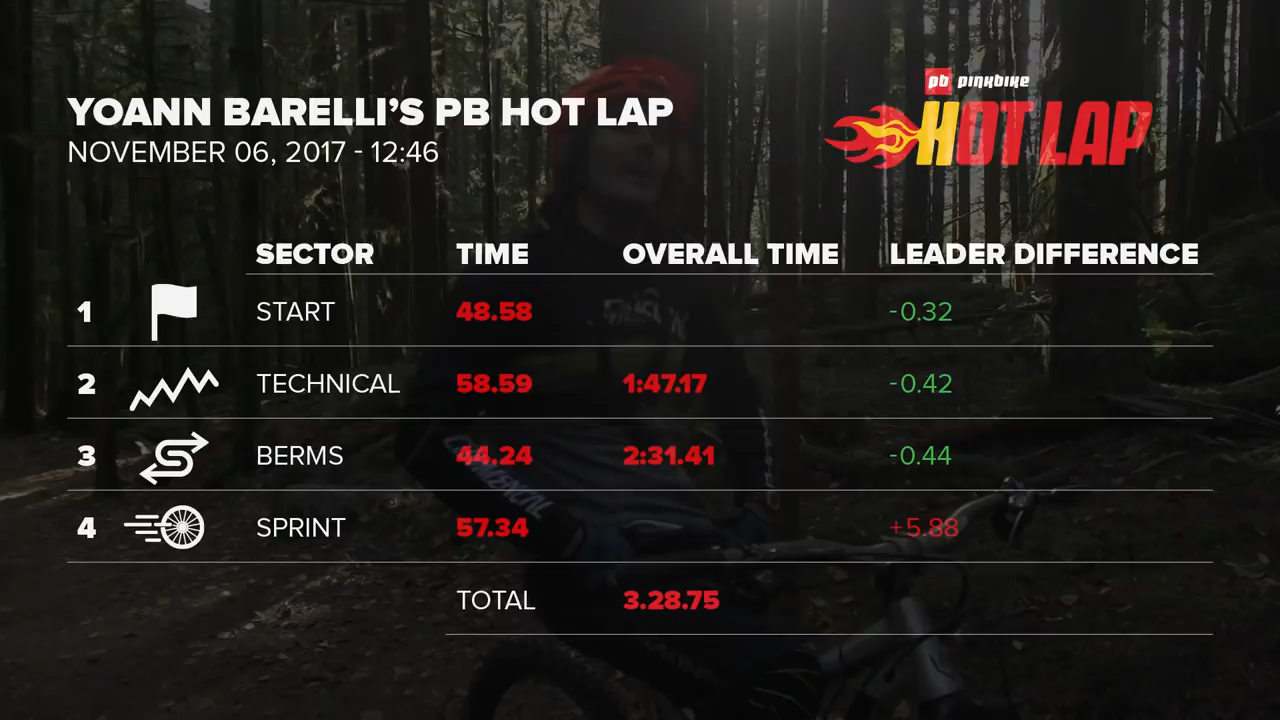 pb pinkbike
HOT LAP
YOANN BARELLI'S PB HOT LAP
NOVEMBER 06, 2017 - 12:46
SECTOR TIME OVERALL TIME LEADER DIFFERENCE
1 START 48.58 -0.32
2 TECHNICAL 58.59 1:47.17 -0.42
3 BERMS 44.24 2:31.41 -0.44
4 SPRINT 57.34 +5.88
TOTAL 3.28.75